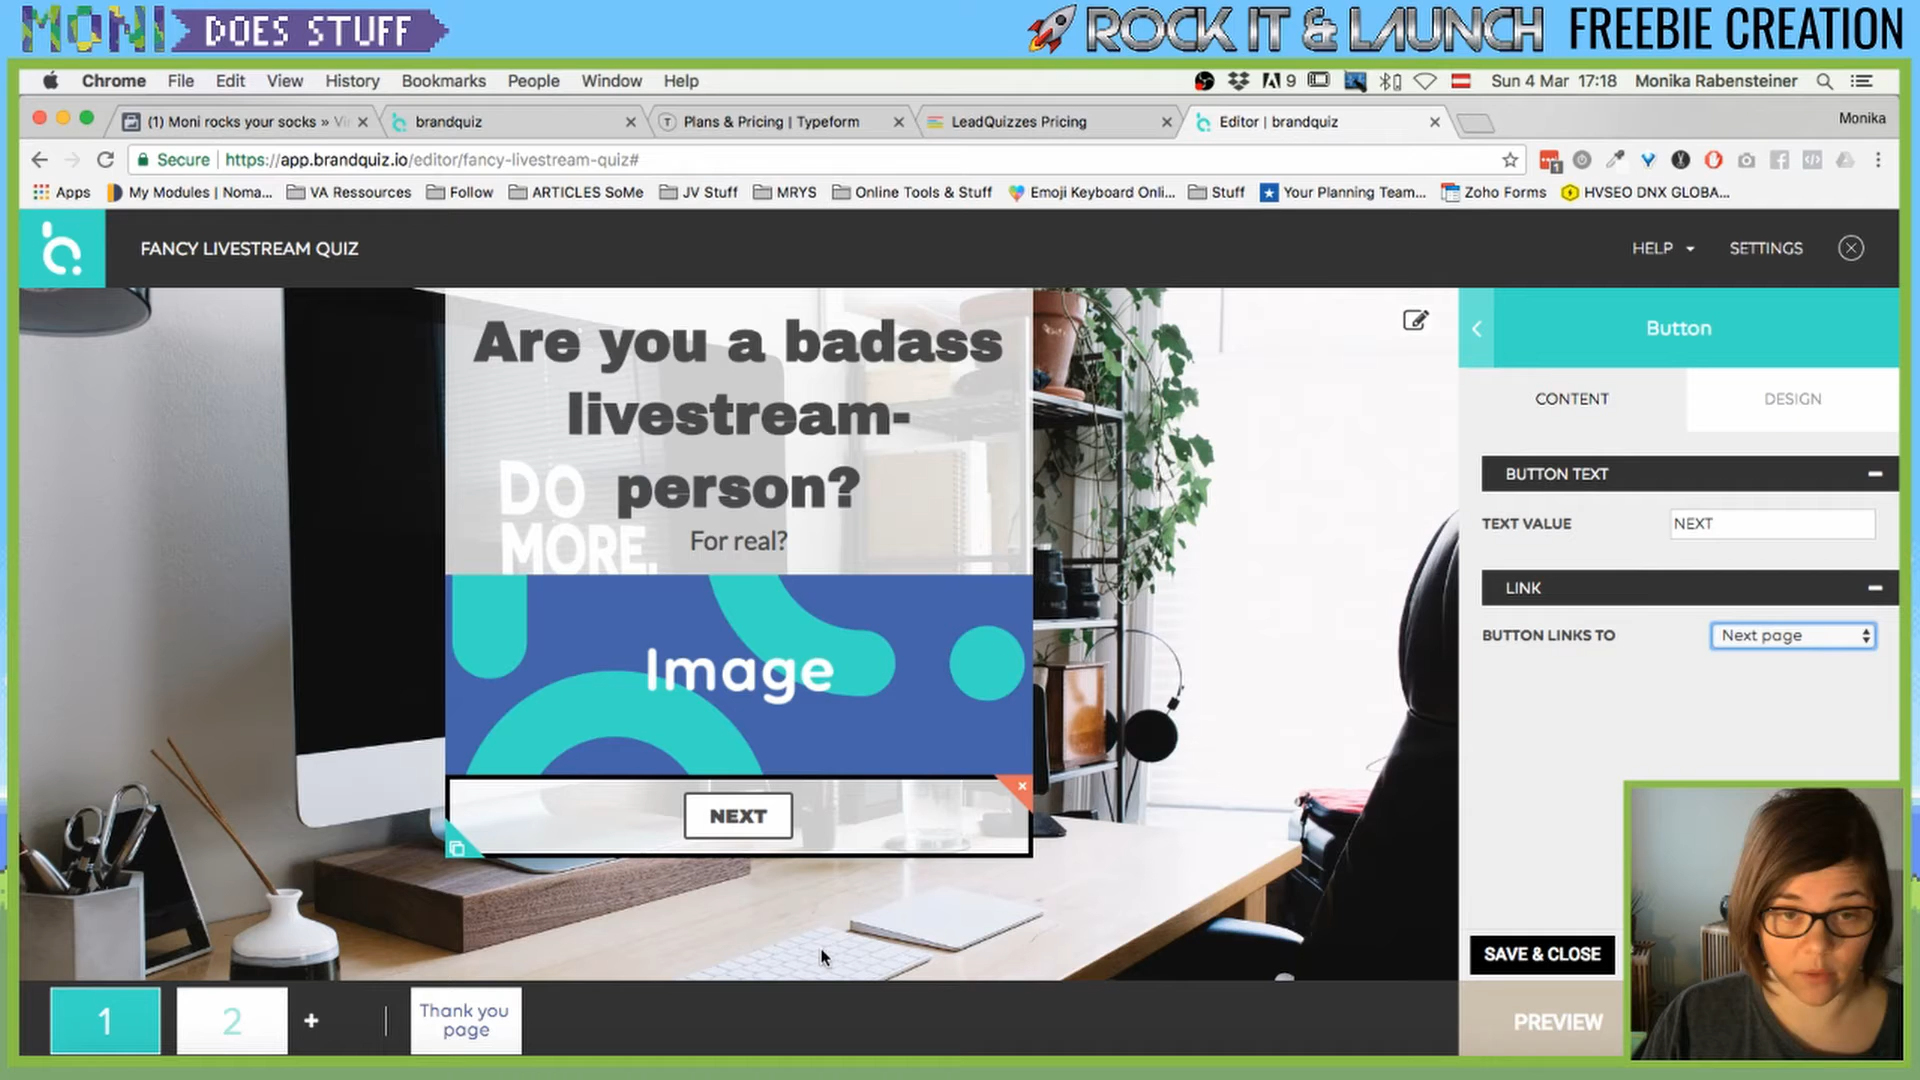 MONI DOES STUFF
ROCK IT & LAUNCH FREEBIE CREATION
Chrome File Edit View History Bookmarks People Window Help
9 Sun 4 Mar 17:18 Monika Rabensteiner
(1) Moni rocks your socks »
brandquiz
Plans & Pricing | Typeform
LeadQuizzes Pricing
Editor | brandquiz
Monika
Secure https://app.brandquiz.io/editor/fancy-livestream-quiz#
1
Apps My Modules | Noma... VA Ressources Follow ARTICLES SoMe JV Stuff MRYS Online Tools & Stuff Emoji Keyboard Onli... Stuff Your Planning Team... Zoho Forms HVSEO DNX GLOBA...
FANCY LIVESTREAM QUIZ
HELP SETTINGS
Are you a badass
livestream-
person?
DO
MORE.
For real?
Image
NEXT
Button
CONTENT DESIGN
BUTTON TEXT
TEXT VALUE NEXT
LINK
BUTTON LINKS TO Next page
SAVE & CLOSE
PREVIEW
1 2 + Thank you
page